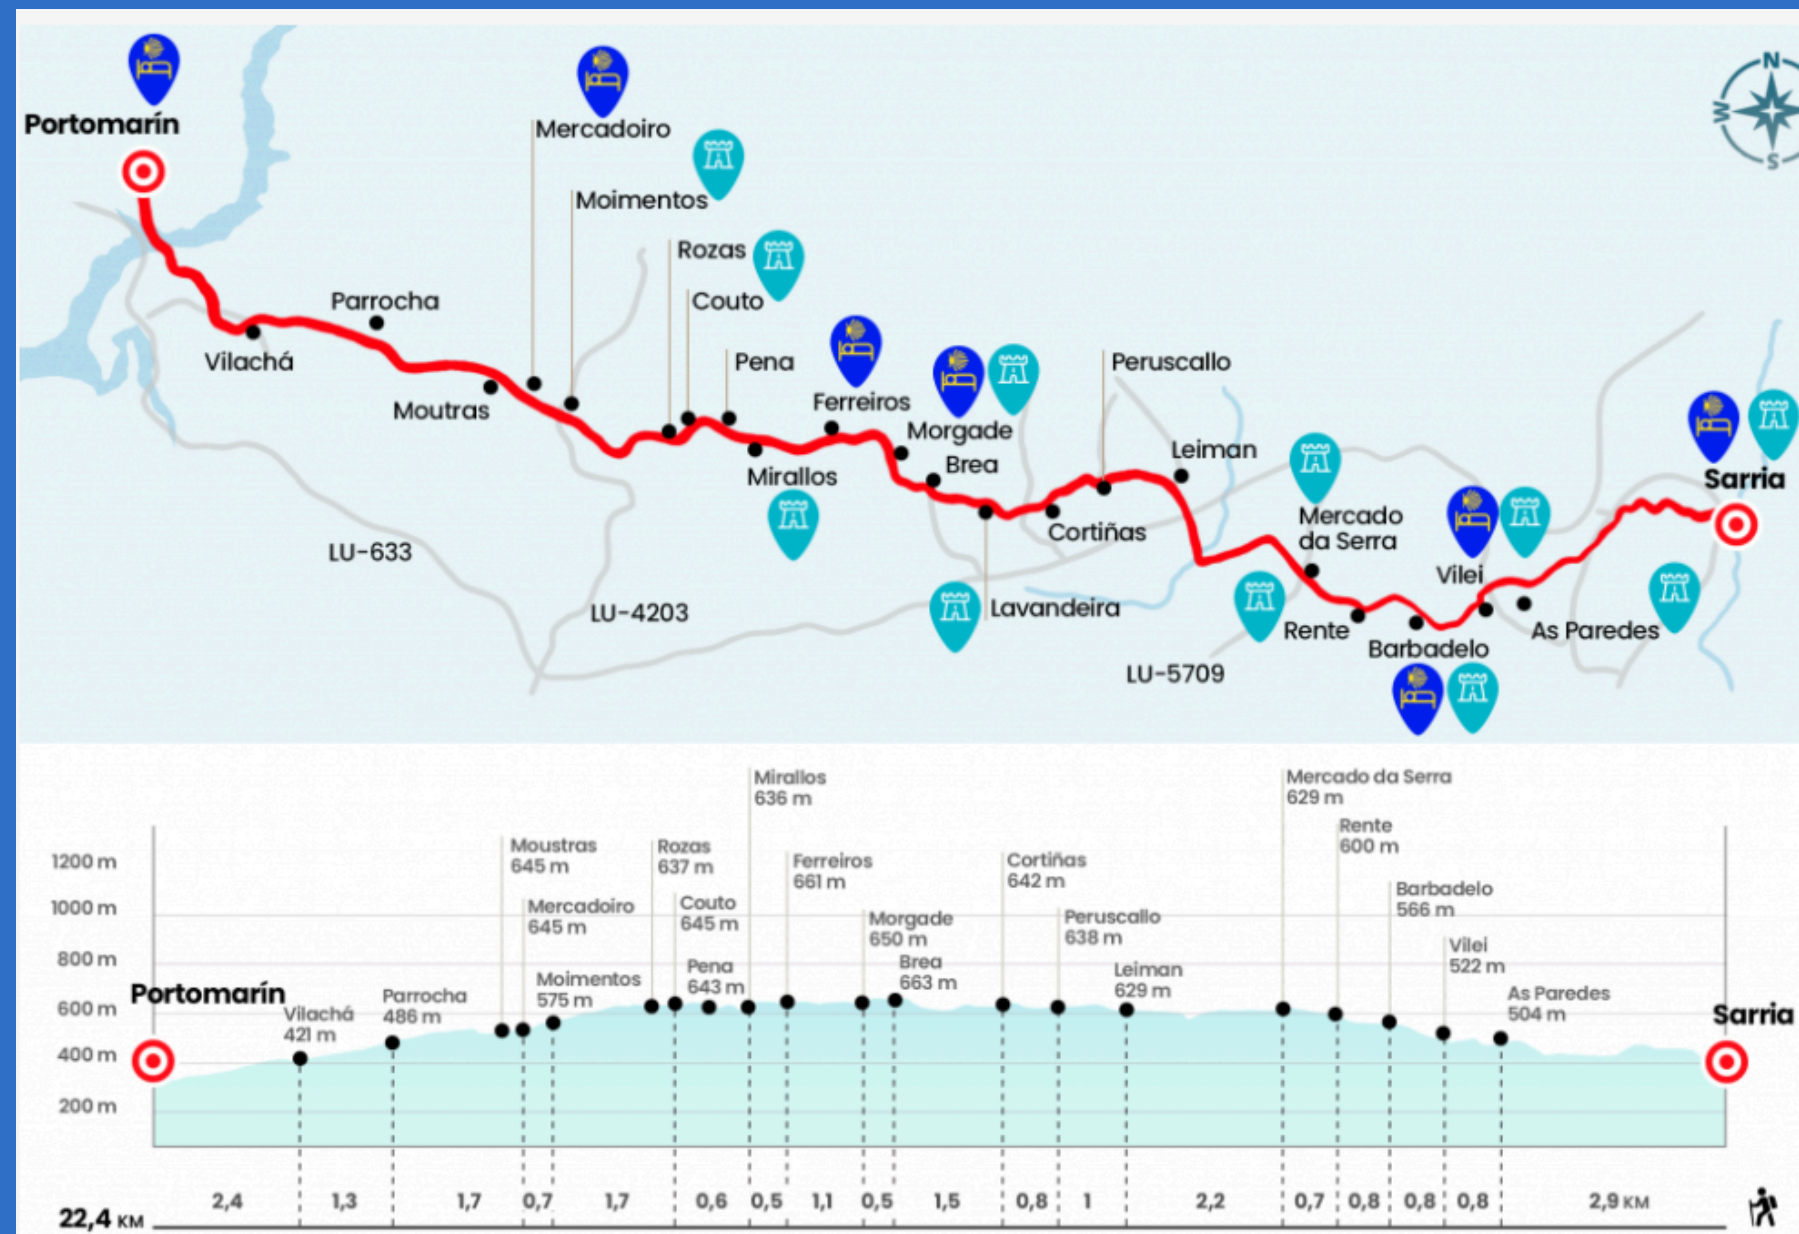 N
W
S
Portomarín
Mercadoiro
Moimentos
Rozas
Couto
Parrocha
Vilachá
Pena
Peruscallo
Moutras
Ferreiros
Morgade
Brea
Leiman
Mirallos
Sarria
Cortiñas
Mercado
da Serra
LU-633
Vilei
LU-4203
Lavandeira
Rente
As Paredes
Barbadelo
LU-5709
Mirallos
636 m
Mercado da Serra
629 m
Rente
600 m
Moustras
645 m
Rozas
637 m
Ferreiros
661 m
Cortiñas
642 m
Barbadelo
566 m
Mercadoiro
645 m
Couto
645 m
Morgade
650 m
Peruscallo
638 m
Vilei
522 m
Moimentos
575 m
Pena
643 m
Brea
663 m
Leiman
629 m
As Paredes
504 m
Parrocha
486 m
Vilachá
421 m
Portomarín
Sarria
1200 m
1000 m
800 m
600 m
400 m
200 m
2,4 1,3 1,7 0,7 1,7 0,6 0,5 1,1 0,5 1,5 0,8 1 2,2 0,7 0,8 0,8 0,8 2,9 KM
22,4 KM